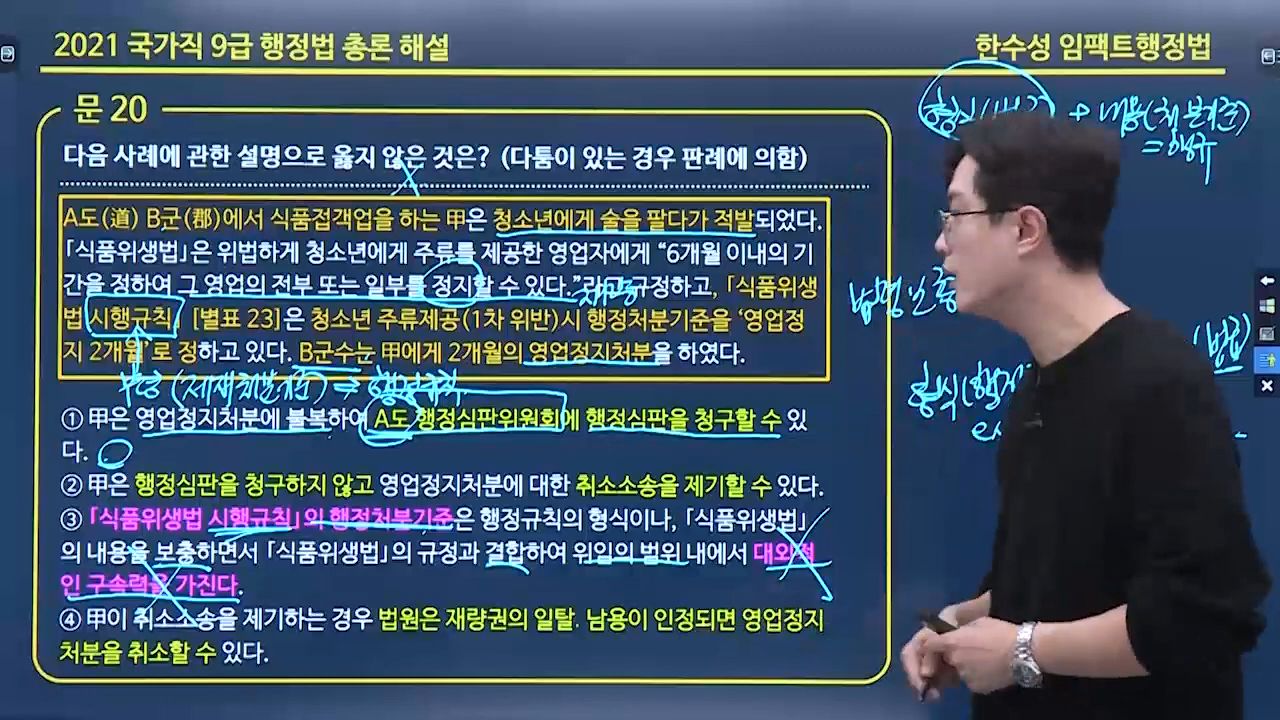 2021 국가직 9급 행정법 총론 해설
한수성 임팩트행정법
문 20
다음 사례에 관한 설명으로 옳지 않은 것은? (다툼이 있는 경우 판례에 의함)
A도(道) B군(郡)에서 식품접객업을 하는 甲은 청소년에게 술을 팔다가 적발되었다.
「식품위생법」은 위법하게 청소년에게 주류를 제공한 영업자에게 “6개월 이내의 기
간을 정하여 그 영업의 전부 또는 일부를 정지할 수 있다.”라고 규정하고, 「식품위생
법 시행규칙」 [별표 23]은 청소년 주류제공(1차 위반)시 행정처분기준을 ‘영업정
지 2개월’로 정하고 있다. B군수는 甲에게 2개월의 영업정지처분을 하였다.
부령 (제재처분기준) ⇒ 행정규칙
① 甲은 영업정지처분에 불복하여 A도 행정심판위원회에 행정심판을 청구할 수 있
다.
② 甲은 행정심판을 청구하지 않고 영업정지처분에 대한 취소소송을 제기할 수 있다.
③ 「식품위생법 시행규칙」의 행정처분기준은 행정규칙의 형식이나, 「식품위생법」
의 내용을 보충하면서 「식품위생법」의 규정과 결합하여 위임의 범위 내에서 대외적
인 구속력을 가진다.
④ 甲이 취소소송을 제기하는 경우 법원은 재량권의 일탈. 남용이 인정되면 영업정지
처분을 취소할 수 있다.
형식
+ 내용